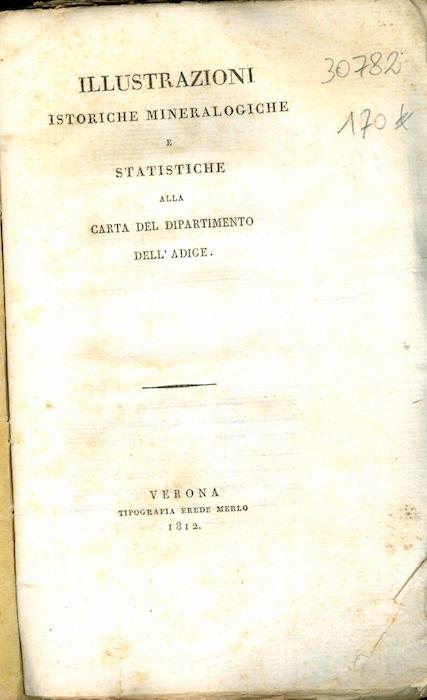 ILLUSTRAZIONI
ISTORICHE MINERALOGICHE
E
STATISTICHE
ALLA
CARTA DEL DIPARTIMENTO
DELL'ADIGE.
VERONA
TIPOGRAFIA EREDE MERLO
1812.
30782
170